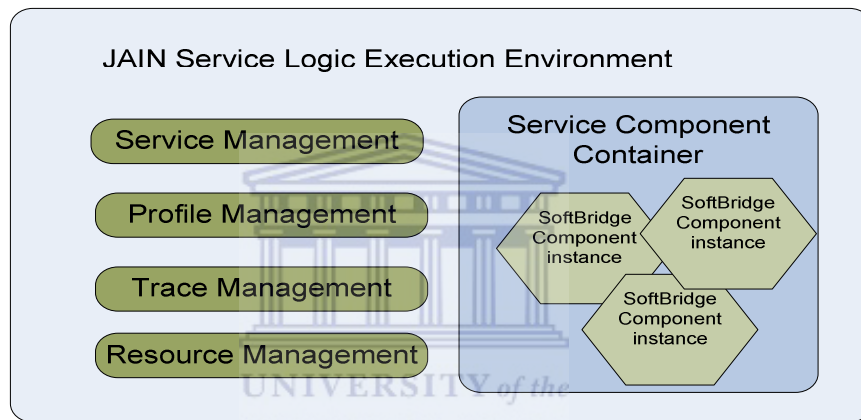 JAIN Service Logic Execution Environment
Service Management
Profile Management
Trace Management
Resource Management
Service Component
Container
SoftBridge
Component
instance
SoftBridge
Component
instance
SoftBridge
Component
instance
UNIVERSITY of the